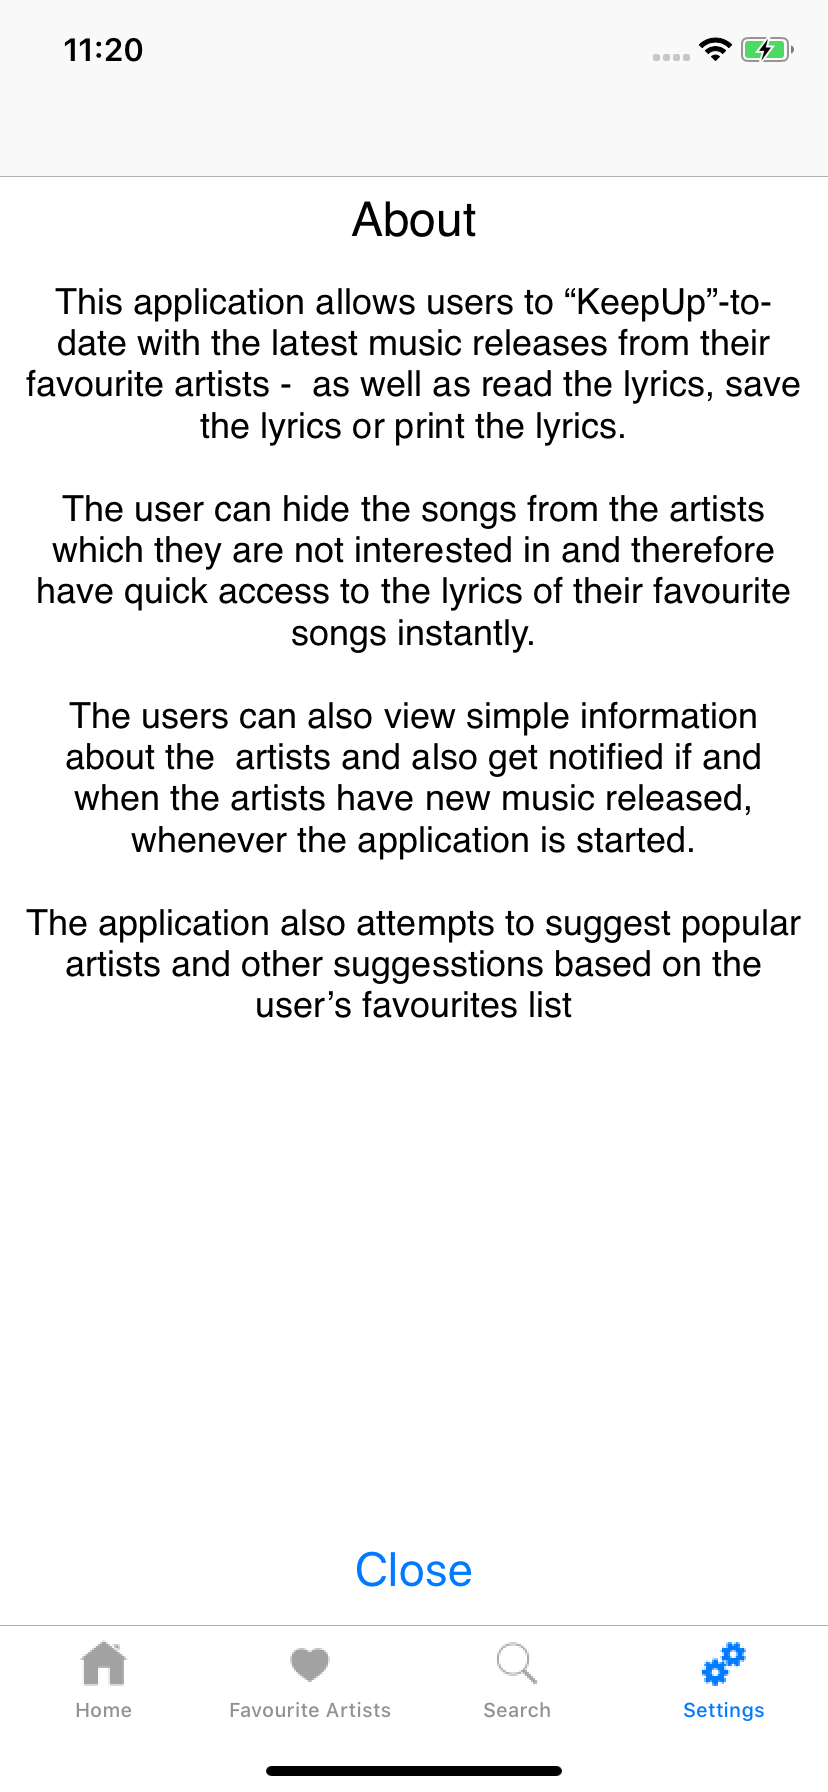 11:20
About
This application allows users to “KeepUp”-to-
date with the latest music releases from their
favourite artists -  as well as read the lyrics, save
the lyrics or print the lyrics.
The user can hide the songs from the artists
which they are not interested in and therefore
have quick access to the lyrics of their favourite
songs instantly.
The users can also view simple information
about the  artists and also get notified if and
when the artists have new music released,
whenever the application is started.
The application also attempts to suggest popular
artists and other suggesstions based on the
user’s favourites list
Close
Home
Favourite Artists
Search
Settings